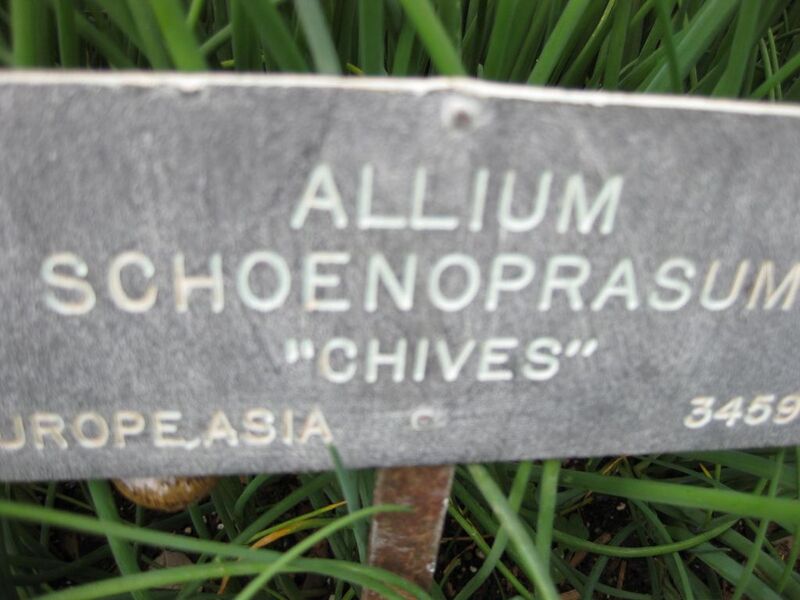 ALLIUM
SCHOENOPRASUM
"CHIVES"
UROPE,ASIA 3459